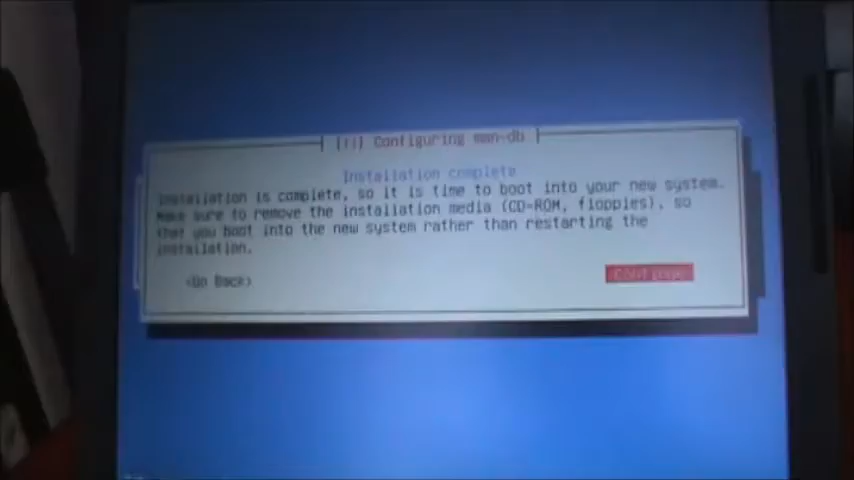 [!!] Configuring man-db
Installation complete
Installation is complete, so it is time to boot into your new system.
Make sure to remove the installation media (CD-ROM, floppies), so
that you boot into the new system rather than restarting the
installation.
<Go Back> <Continue>